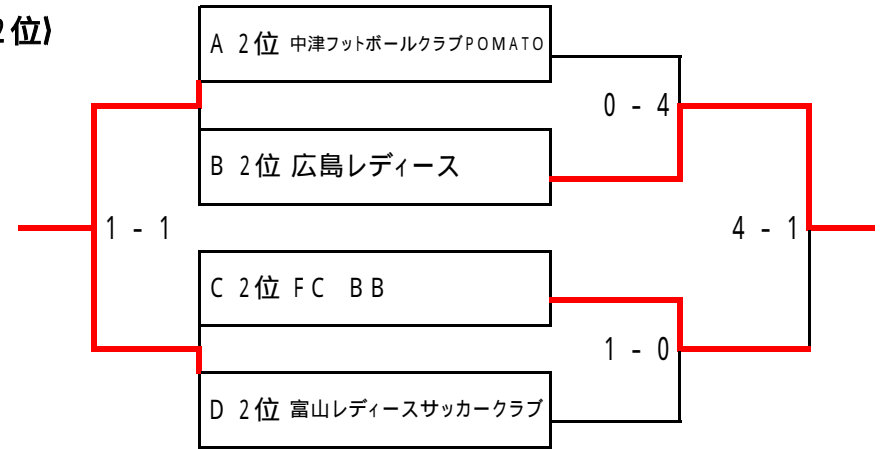 2位）
A 2位 中津フットボールクラブPOMATO
0 - 4
B 2位 広島レディース
1 - 1
4 - 1
C 2位 FC BB
1 - 0
D 2位 富山レディースサッカークラブ